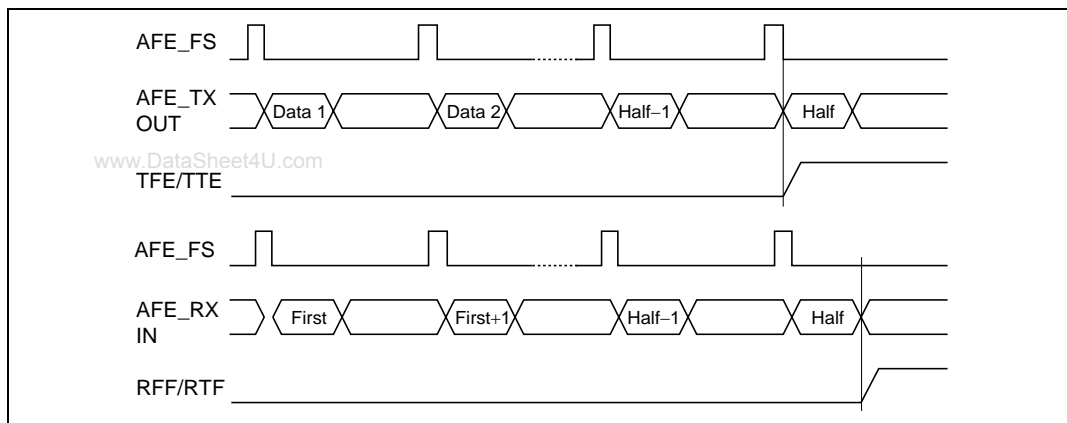 AFE_FS
AFE_TX
OUT
Data 1
Data 2
Half−1
Half
www.DataSheet4U.com
TFE/TTE
AFE_FS
AFE_RX
IN
First
First+1
Half−1
Half
RFF/RTF